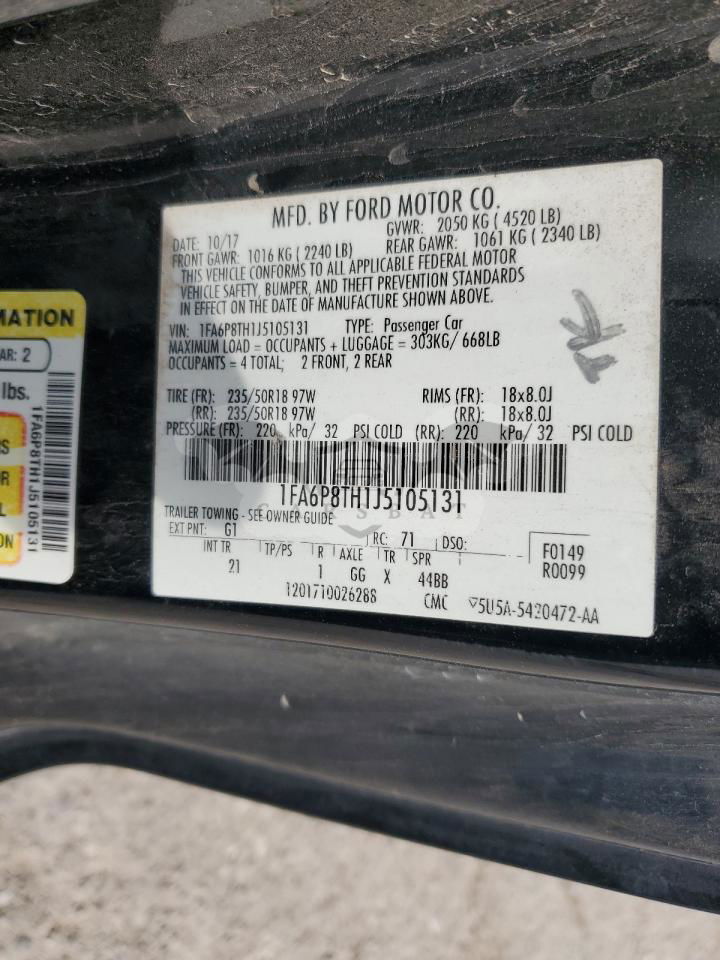 MFD. BY FORD MOTOR CO.
DATE: 10/17 GVWR: 2050 KG ( 4520 LB)
FRONT GAWR: 1016 KG ( 2240 LB) REAR GAWR: 1061 KG ( 2340 LB)
THIS VEHICLE CONFORMS TO ALL APPLICABLE FEDERAL MOTOR
VEHICLE SAFETY, BUMPER, AND THEFT PREVENTION STANDARDS
IN EFFECT ON THE DATE OF MANUFACTURE SHOWN ABOVE.
VIN: 1FA6P8TH1J5105131 TYPE: Passenger Car
MAXIMUM LOAD = OCCUPANTS + LUGGAGE = 303KG/ 668LB
OCCUPANTS = 4 TOTAL; 2 FRONT, 2 REAR
TIRE (FR): 235/50R18 97W RIMS (FR): 18x8.0J
(RR): 235/50R18 97W (RR): 18x8.0J
PRESSURE (FR): 220 kPa/ 32 PSI COLD (RR): 220 kPa/ 32 PSI COLD
1FA6P8TH1J5105131
TRAILER TOWING - SEE OWNER GUIDE
EXT PNT: G1 RC: 71 DSO: F0149
INT TR TP/PS R AXLE TR SPR R0099
21 1 GG X 44BB
1201710026288 CMC 5U5A-5420472-AA
MATION
AR: 2
lbs.
1FA6P8TH1J5105131